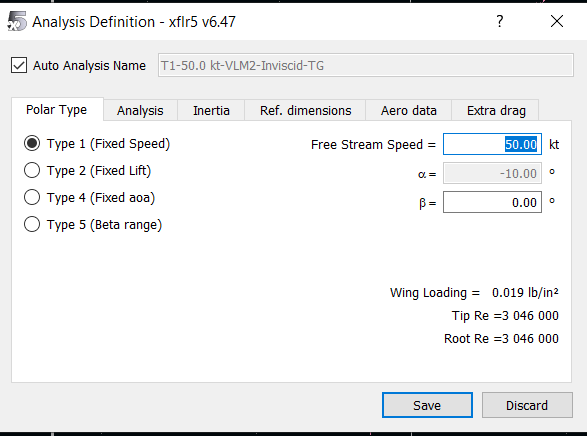 Analysis Definition - xflr5 v6.47
Auto Analysis Name T1-50.0 kt-VLM2-Inviscid-TG
Polar Type Analysis Inertia Ref. dimensions Aero data Extra drag
Type 1 (Fixed Speed) Free Stream Speed = 50.00 kt
Type 2 (Fixed Lift) α = -10.00 °
Type 4 (Fixed aoa) β = 0.00 °
Type 5 (Beta range)
Wing Loading = 0.019 lb/in²
Tip Re =3 046 000
Root Re =3 046 000
Save Discard